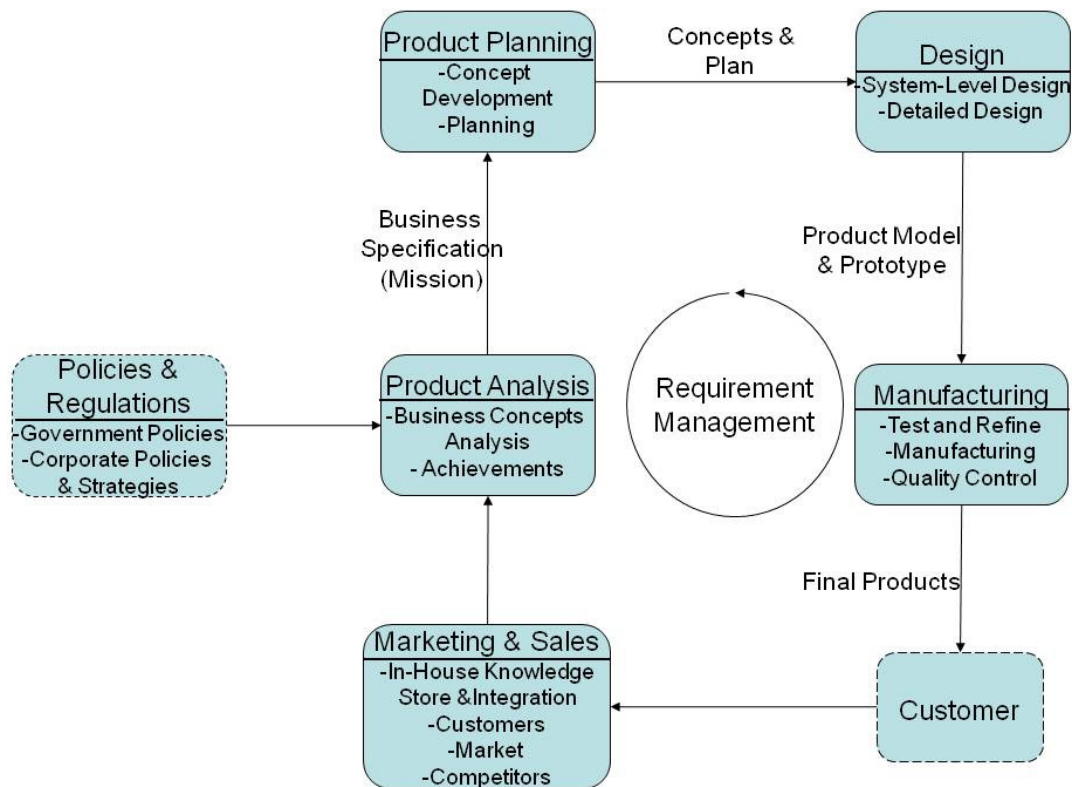 Product Planning
-Concept
Development
-Planning
Concepts &
Plan
Design
-System-Level Design
-Detailed Design
Business
Specification
(Mission)
Product Model
& Prototype
Policies &
Regulations
-Government Policies
-Corporate Policies
& Strategies
Product Analysis
-Business Concepts
Analysis
-Achievements
Requirement
Management
Manufacturing
-Test and Refine
-Manufacturing
-Quality Control
Final Products
Marketing & Sales
-In-House Knowledge
Store &Integration
-Customers
-Market
-Competitors
Customer